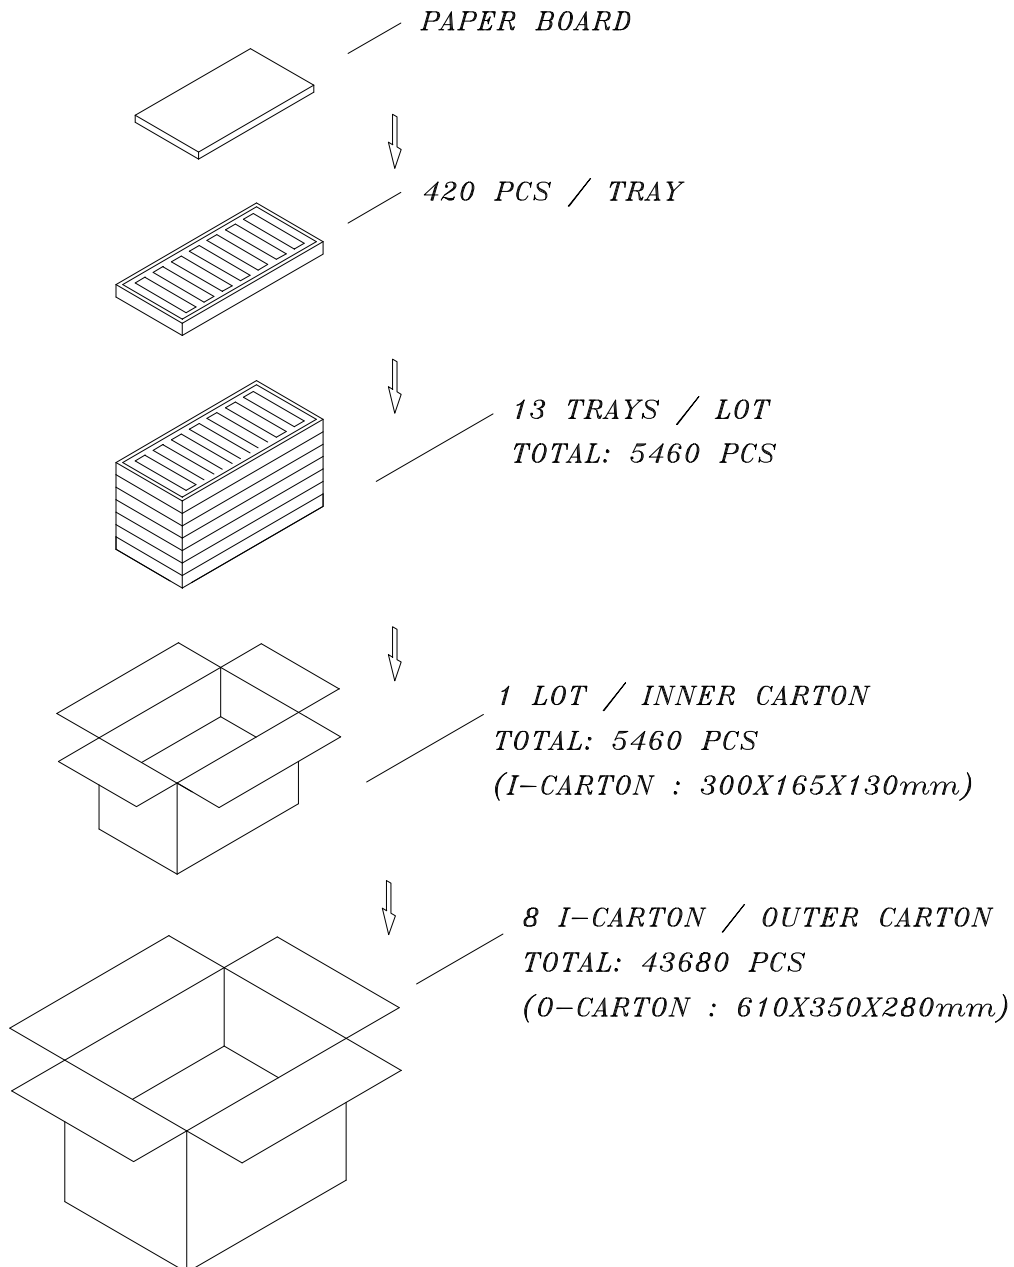 PAPER BOARD
420 PCS / TRAY
13 TRAYS / LOT
TOTAL: 5460 PCS
1 LOT / INNER CARTON
TOTAL: 5460 PCS
(I-CARTON : 300X165X130mm)
8 I-CARTON / OUTER CARTON
TOTAL: 43680 PCS
(O-CARTON : 610X350X280mm)